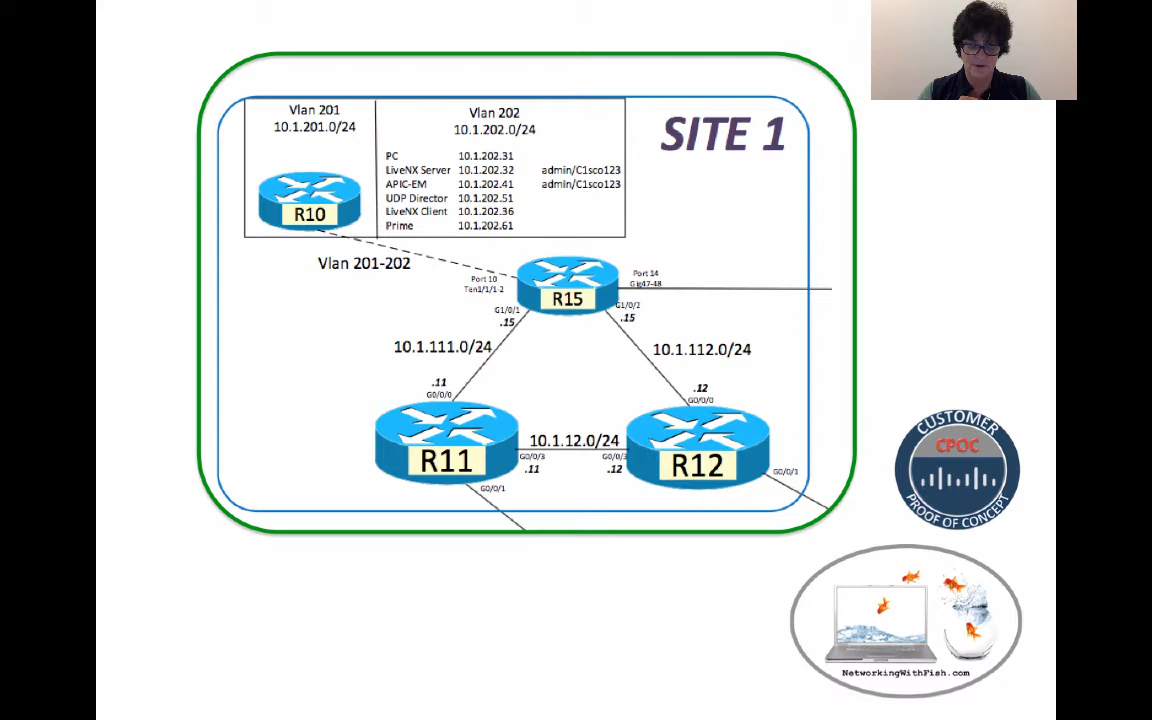 SITE 1
Vlan 201
10.1.201.0/24
R10
Vlan 202
10.1.202.0/24
PC 10.1.202.31
LiveNX Server 10.1.202.32 admin/C1sco123
APIC-EM 10.1.202.41 admin/C1sco123
UDP Director 10.1.202.51
LiveNX Client 10.1.202.36
Prime 10.1.202.61
Vlan 201-202
Port 10
Ten1/1/1-2
R15
Port 14
Gig47-48
G1/0/1
.15
G1/0/2
.15
10.1.111.0/24
10.1.112.0/24
.11
G0/0/0
.12
G0/0/0
R11
10.1.12.0/24
G0/0/3
.11
G0/0/3
.12
R12
G0/0/1
G0/0/1
CUSTOMER
CPOC
PROOF OF CONCEPT
NetworkingWithFish.com